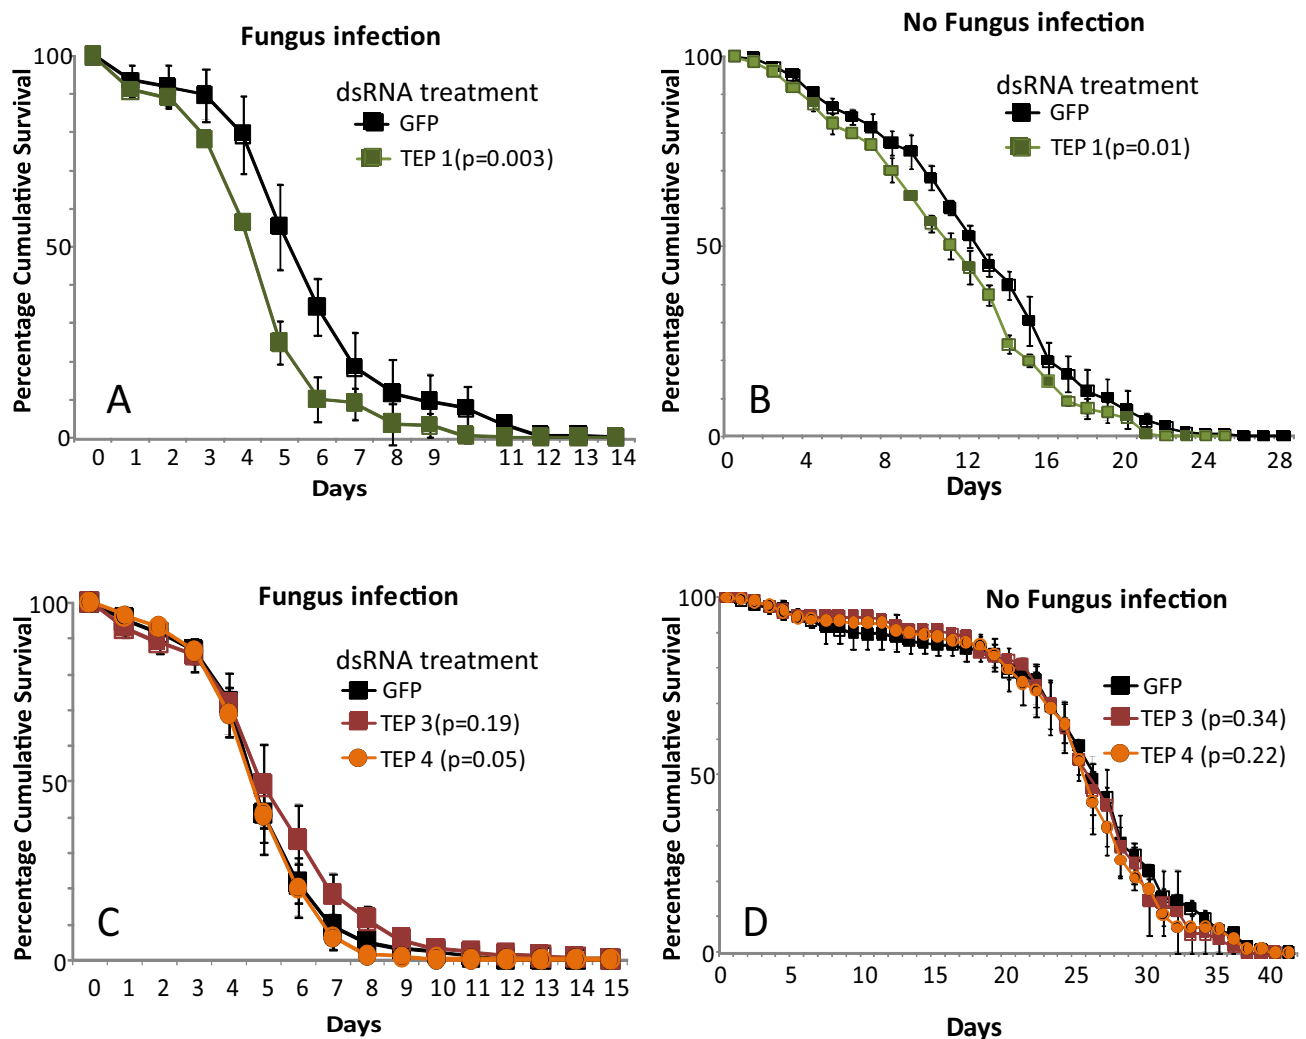 Fungus infection
Percentage Cumulative Survival
100
50
0
dsRNA treatment
GFP
TEP 1(p=0.003)
A
0 1 2 3 4 5 6 7 8 9 11 12 13 14
Days
No Fungus infection
Percentage Cumulative Survival
100
50
0
dsRNA treatment
GFP
TEP 1(p=0.01)
B
0 4 8 12 16 20 24 28
Days
Fungus infection
Percentage Cumulative Survival
100
50
0
dsRNA treatment
GFP
TEP 3(p=0.19)
TEP 4 (p=0.05)
C
0 1 2 3 4 5 6 7 8 9 10 11 12 13 14 15
Days
No Fungus infection
Percentage Cumulative Survival
100
50
0
GFP
TEP 3 (p=0.34)
TEP 4 (p=0.22)
D
0 5 10 15 20 25 30 35 40
Days